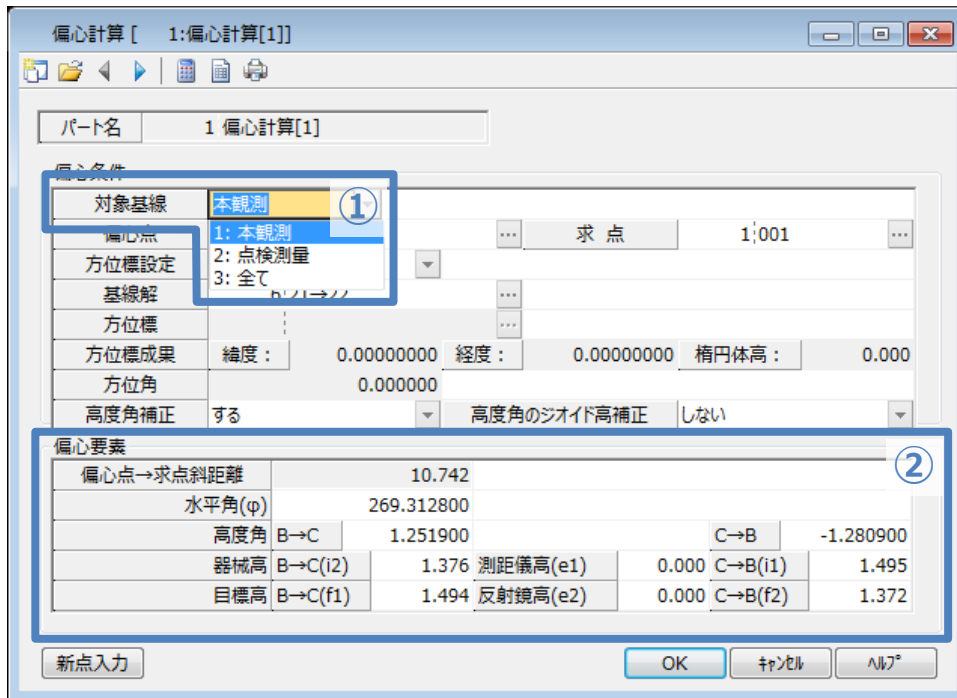 偏心計算 [ 1:偏心計算[1]]
パート名 1 偏心計算[1]
偏心条件
対象基線 本観測 ①
偏心点 1: 本観測 ... 求 点 1 001 ...
方位標設定 2: 点検測量
3: 全て
基線解 ...
方位標 ...
方位標成果 緯度： 0.00000000 経度： 0.00000000 楕円体高： 0.000
方位角 0.000000
高度角補正 する 高度角のジオイド高補正 しない
偏心要素 ②
偏心点→求点斜距離 10.742
水平角(φ) 269.312800
高度角 B→C 1.251900 C→B -1.280900
器械高 B→C(i2) 1.376 測距儀高(e1) 0.000 C→B(i1) 1.495
目標高 B→C(f1) 1.494 反射鏡高(e2) 0.000 C→B(f2) 1.372
新点入力 OK ｷｬﾝｾﾙ ﾍﾙﾌﾟ